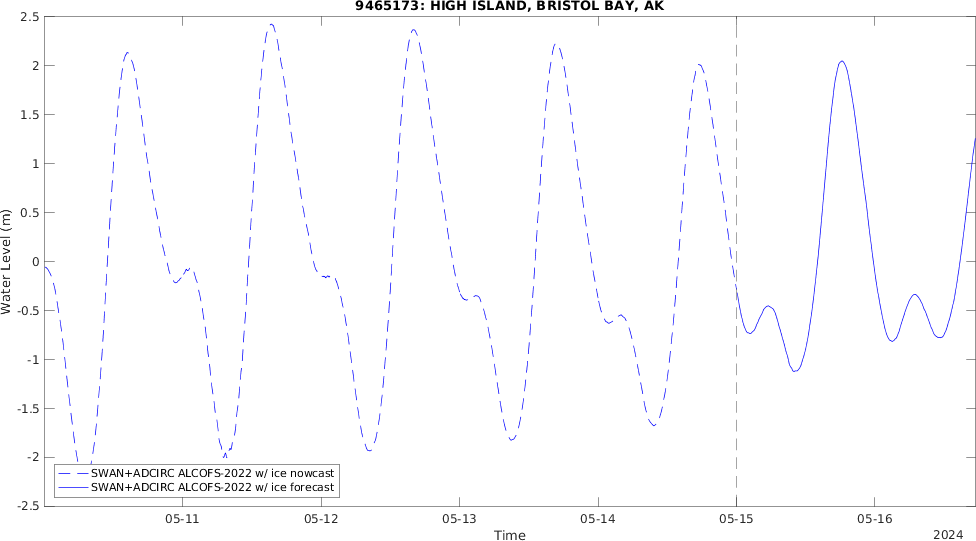 9465173: HIGH ISLAND, BRISTOL BAY, AK
2.5
2
1.5
1
0.5
0
-0.5
-1
-1.5
-2
-2.5
Water Level (m)
SWAN+ADCIRC ALCOFS-2022 w/ ice nowcast
SWAN+ADCIRC ALCOFS-2022 w/ ice forecast
05-11 05-12 05-13 05-14 05-15 05-16
Time
2024